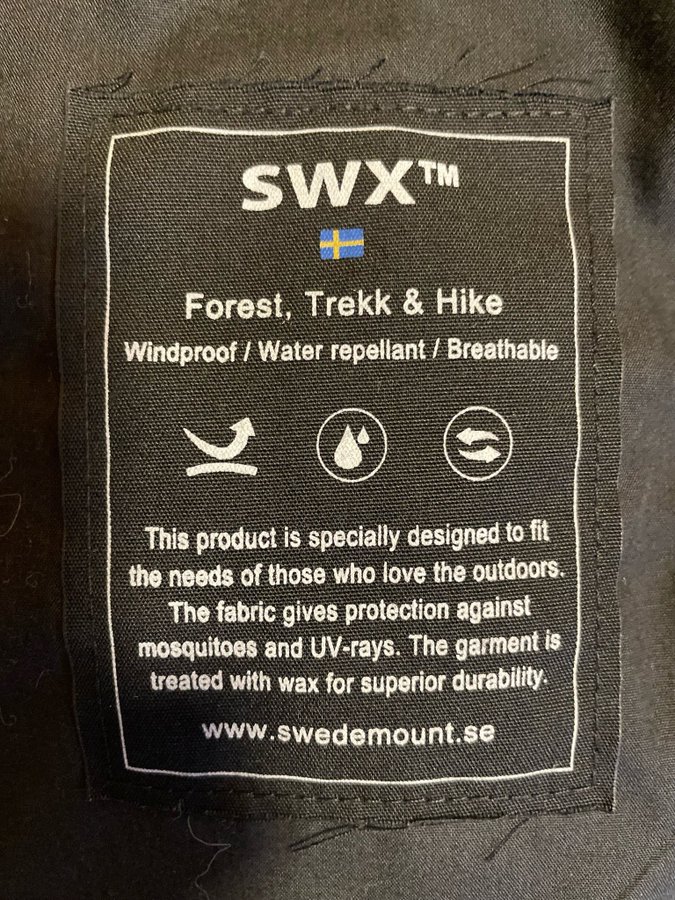 SWX™
Forest, Trekk & Hike
Windproof / Water repellant / Breathable
This product is specially designed to fit
the needs of those who love the outdoors.
The fabric gives protection against
mosquitoes and UV-rays. The garment is
treated with wax for superior durability.
www.swedemount.se